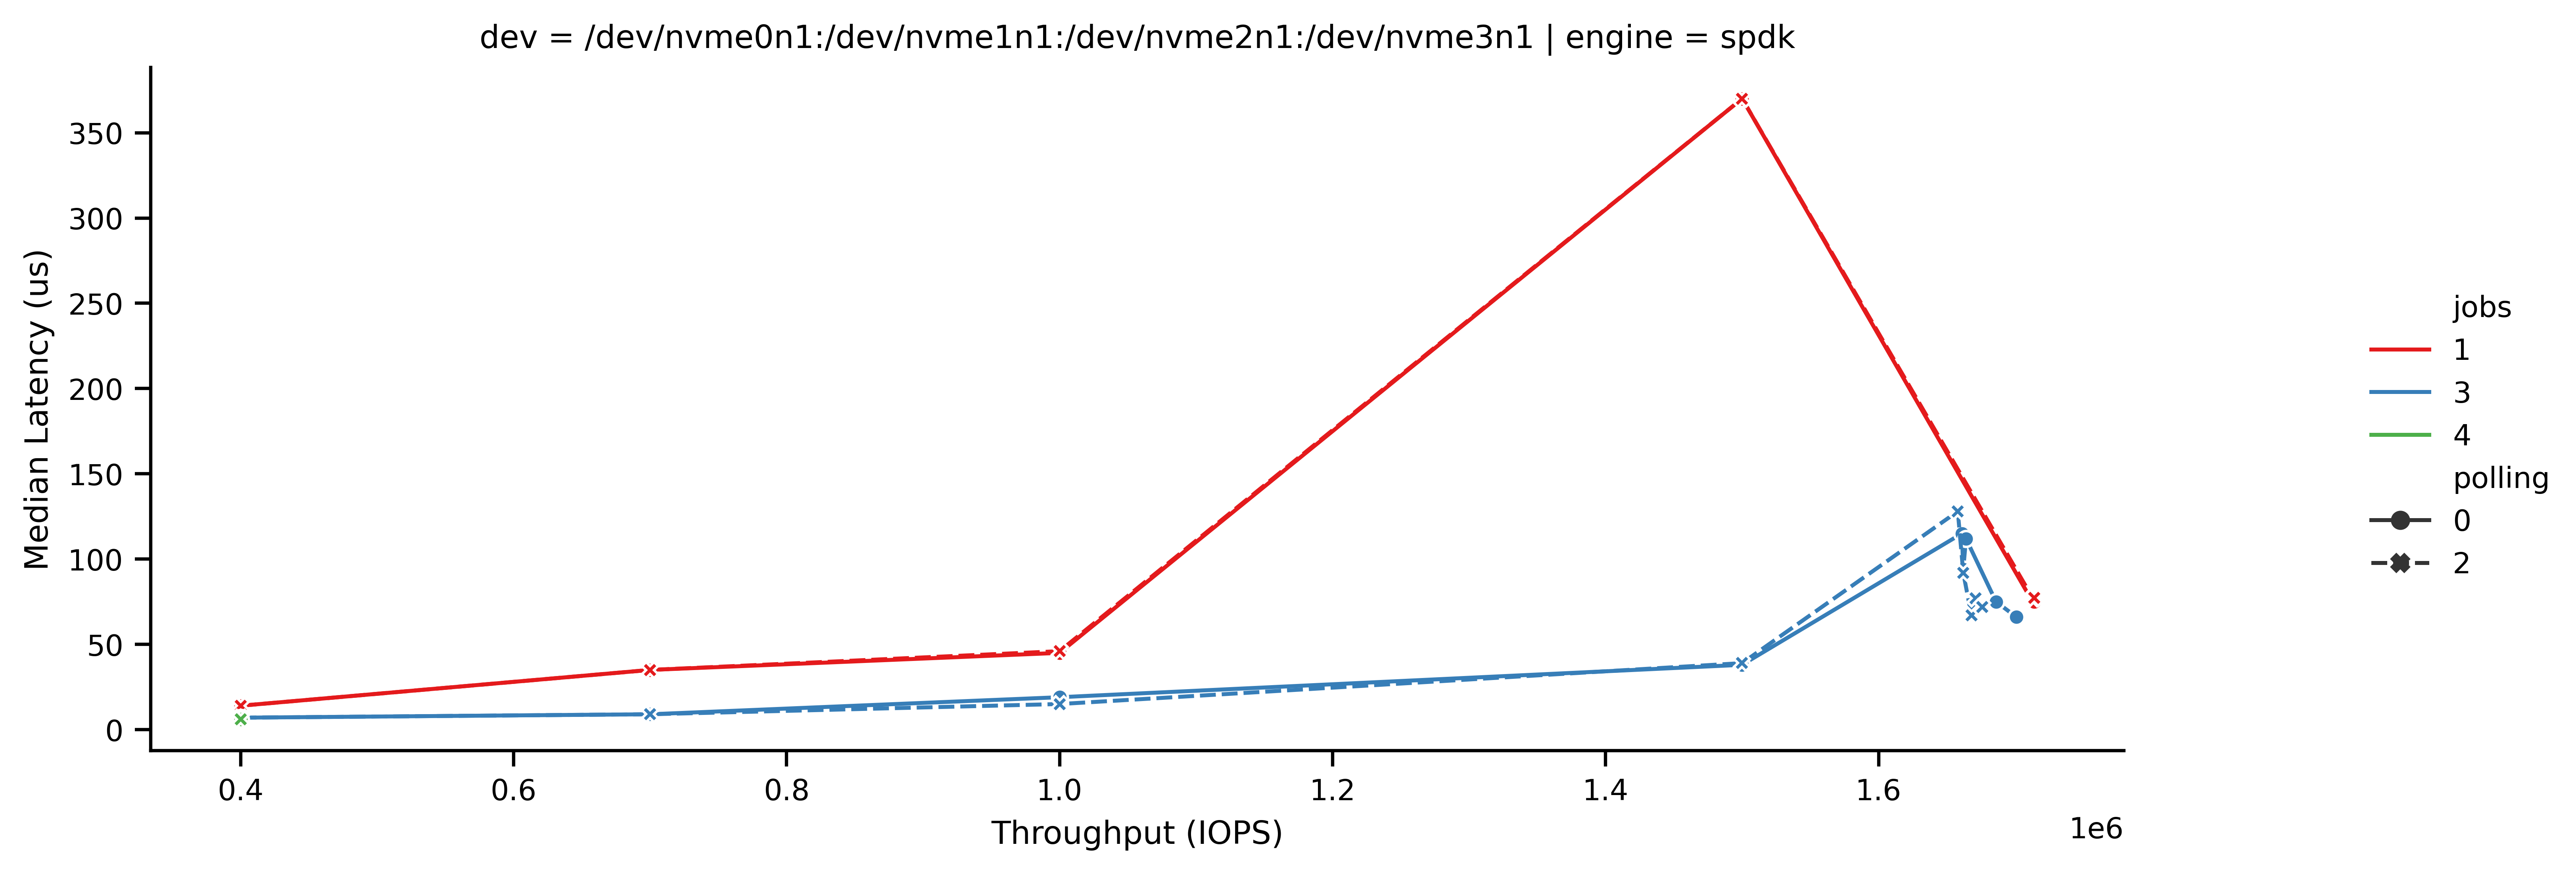 dev = /dev/nvme0n1:/dev/nvme1n1:/dev/nvme2n1:/dev/nvme3n1 | engine = spdk
Median Latency (us)
350
300
250
200
150
100
50
0
0.4 0.6 0.8 1.0 1.2 1.4 1.6
1e6
Throughput (IOPS)
jobs
1
3
4
polling
0
2